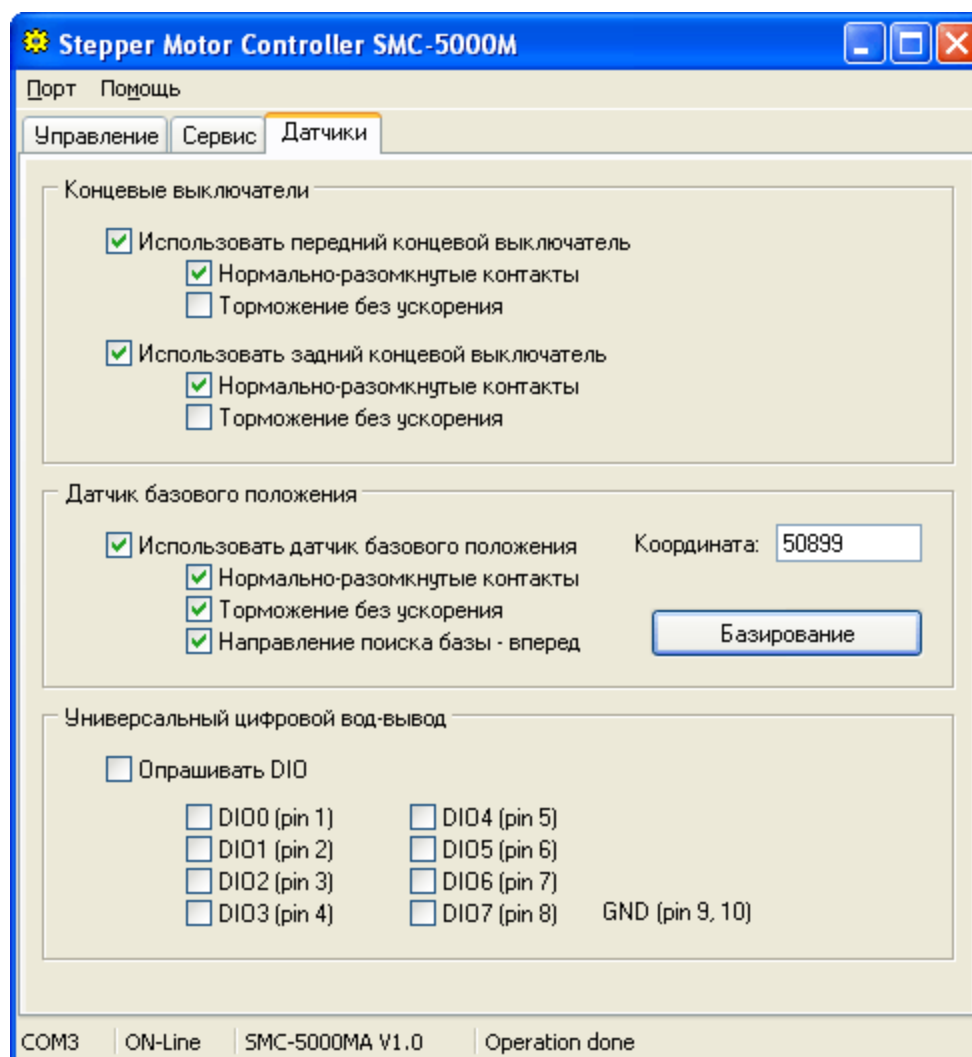 Stepper Motor Controller SMC-5000M
Порт Помощь
Управление Сервис Датчики
Концевые выключатели
Использовать передний концевой выключатель
Нормально-разомкнутые контакты
Торможение без ускорения
Использовать задний концевой выключатель
Нормально-разомкнутые контакты
Торможение без ускорения
Датчик базового положения
Использовать датчик базового положения Координата: 50899
Нормально-разомкнутые контакты
Торможение без ускорения
Направление поиска базы - вперед Базирование
Универсальный цифровой вод-вывод
Опрашивать DIO
DIO0 (pin 1) DIO4 (pin 5)
DIO1 (pin 2) DIO5 (pin 6)
DIO2 (pin 3) DIO6 (pin 7)
DIO3 (pin 4) DIO7 (pin 8) GND (pin 9, 10)
COM3 ON-Line SMC-5000MA V1.0 Operation done